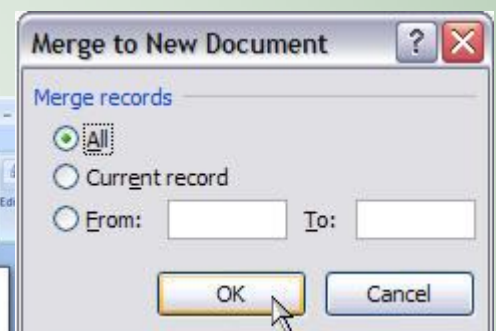 Merge to New Document
Merge records
All
Current record
From: To:
OK Cancel